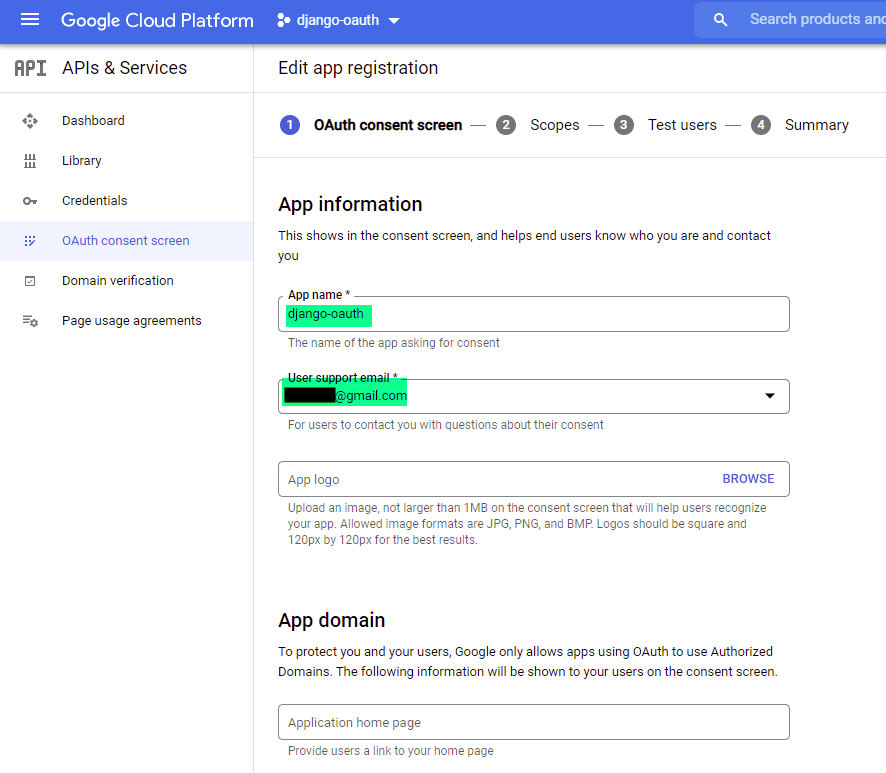 Google Cloud Platform
django-oauth
Search products and
API
APIs & Services
Edit app registration
Dashboard
Library
Credentials
OAuth consent screen
Domain verification
Page usage agreements
1 OAuth consent screen — 2 Scopes — 3 Test users — 4 Summary
App information
This shows in the consent screen, and helps end users know who you are and contact
you
App name *
django-oauth
The name of the app asking for consent
User support email *
@gmail.com
For users to contact you with questions about their consent
App logo
BROWSE
Upload an image, not larger than 1MB on the consent screen that will help users recognize
your app. Allowed image formats are JPG, PNG, and BMP. Logos should be square and
120px by 120px for the best results.
App domain
To protect you and your users, Google only allows apps using OAuth to use Authorized
Domains. The following information will be shown to your users on the consent screen.
Application home page
Provide users a link to your home page